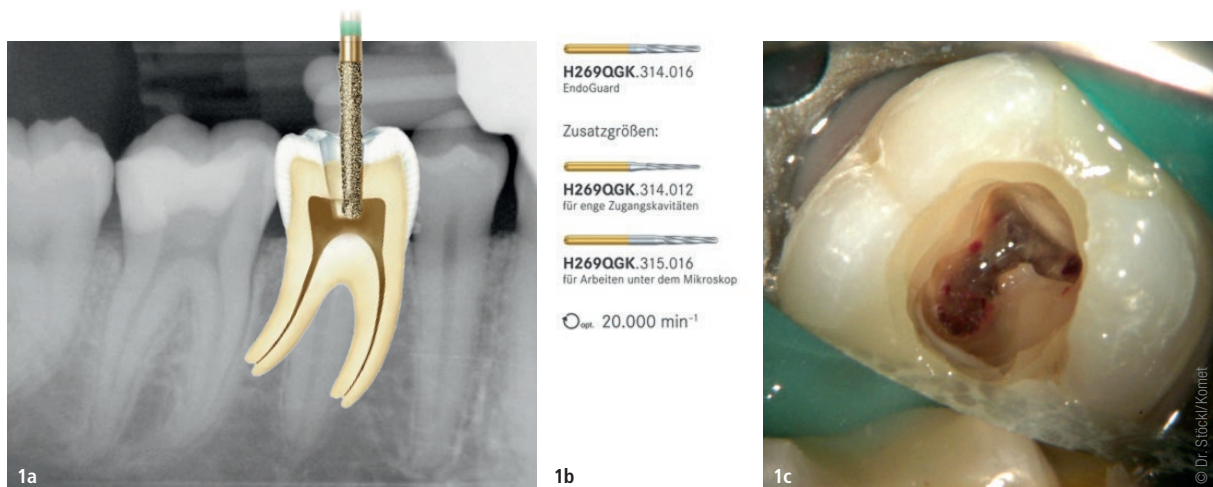 H269QGK.314.016
EndoGuard
Zusatzgrößen:
H269QGK.314.012
für enge Zugangskavitäten
H269QGK.315.016
für Arbeiten unter dem Mikroskop
opt. 20.000 min⁻¹
1a
1b
1c
© Dr. Stöckl/Komet